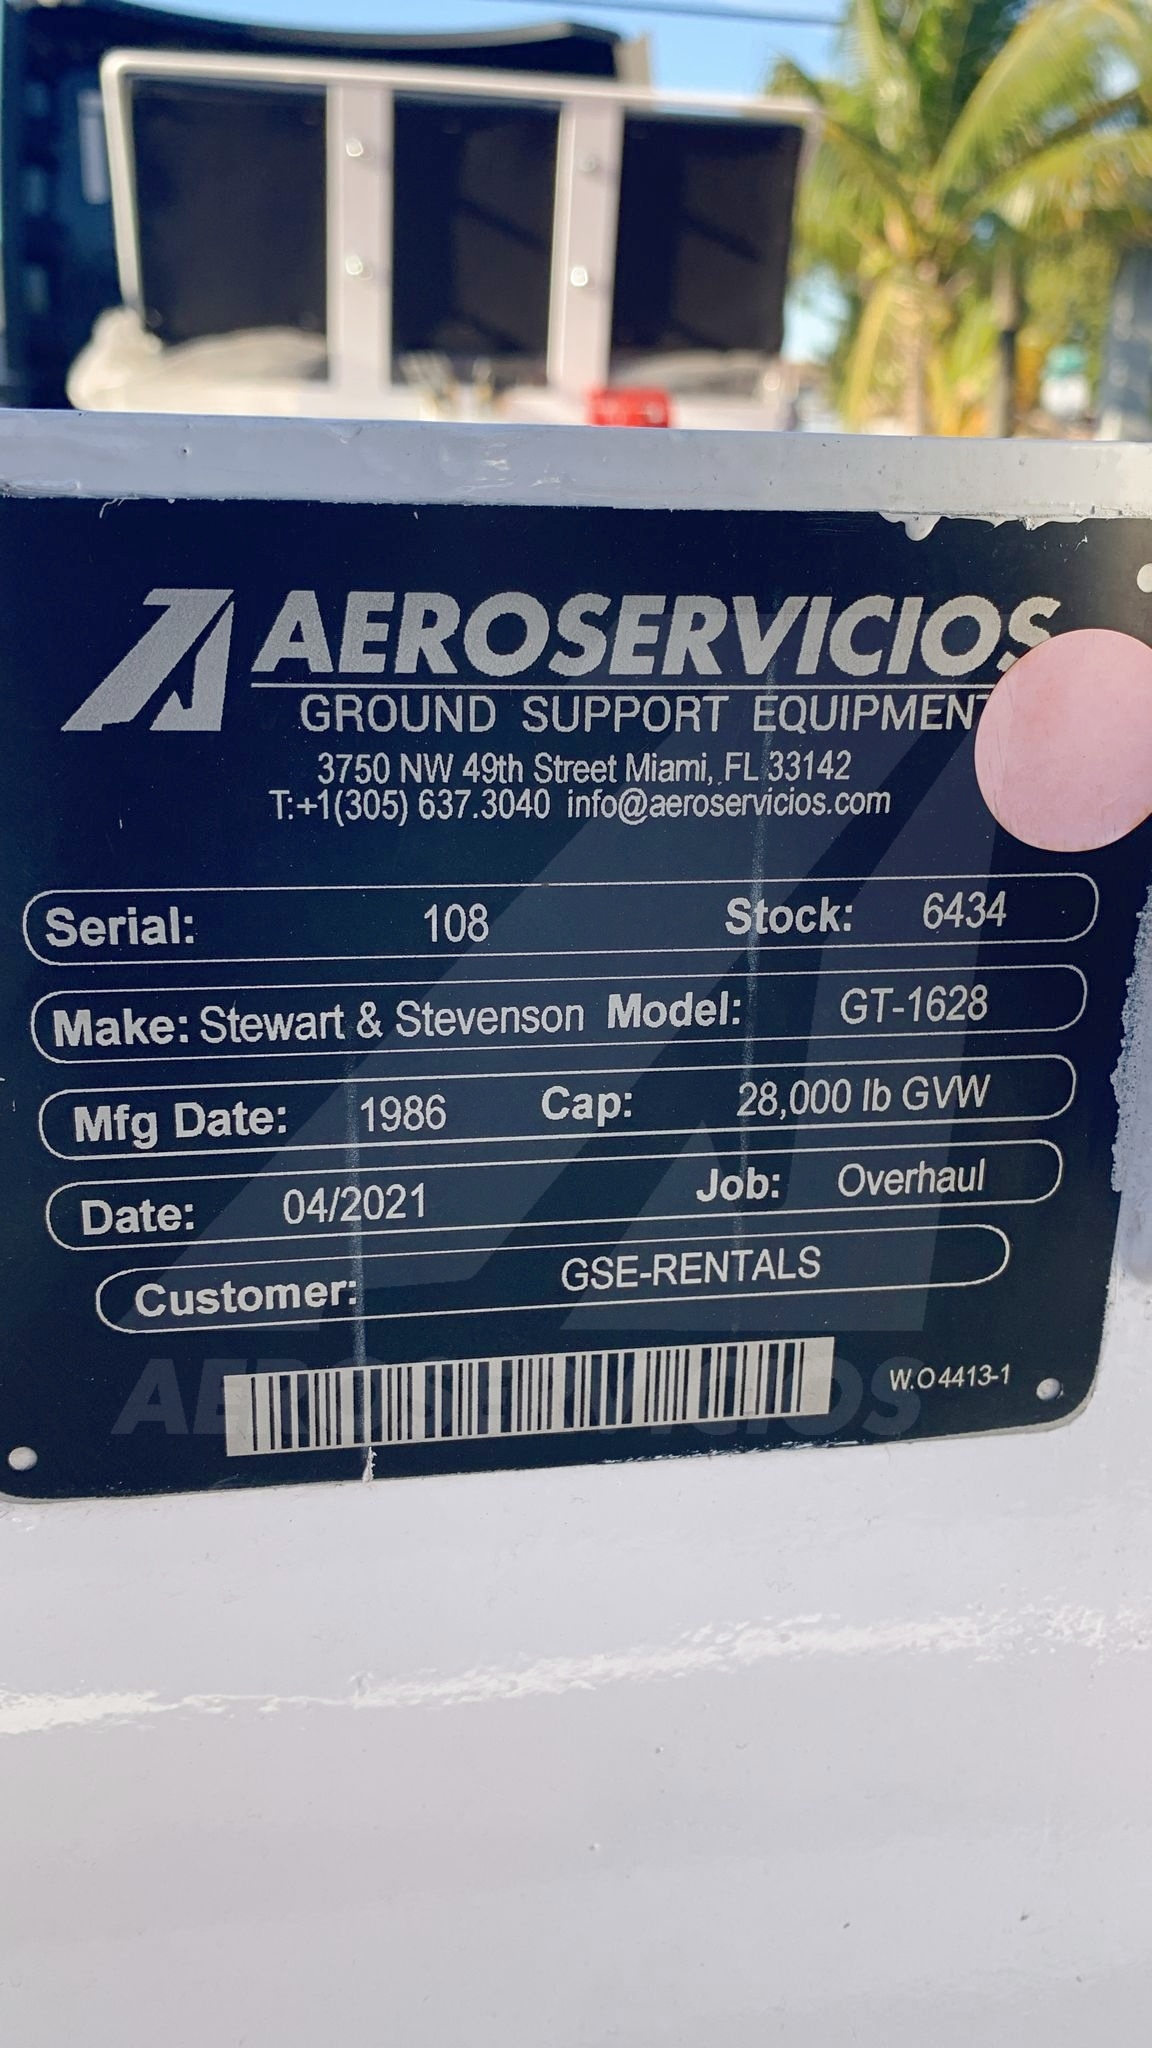 AEROSERVICIOS
GROUND SUPPORT EQUIPMENT
3750 NW 49th Street Miami, FL 33142
T:+1(305) 637.3040 info@aeroservicios.com
Serial: 108 Stock: 6434
Make: Stewart & Stevenson Model: GT-1628
Mfg Date: 1986 Cap: 28,000 lb GVW
Date: 04/2021 Job: Overhaul
Customer: GSE-RENTALS
AEROSERVICIOS
W.O4413-1